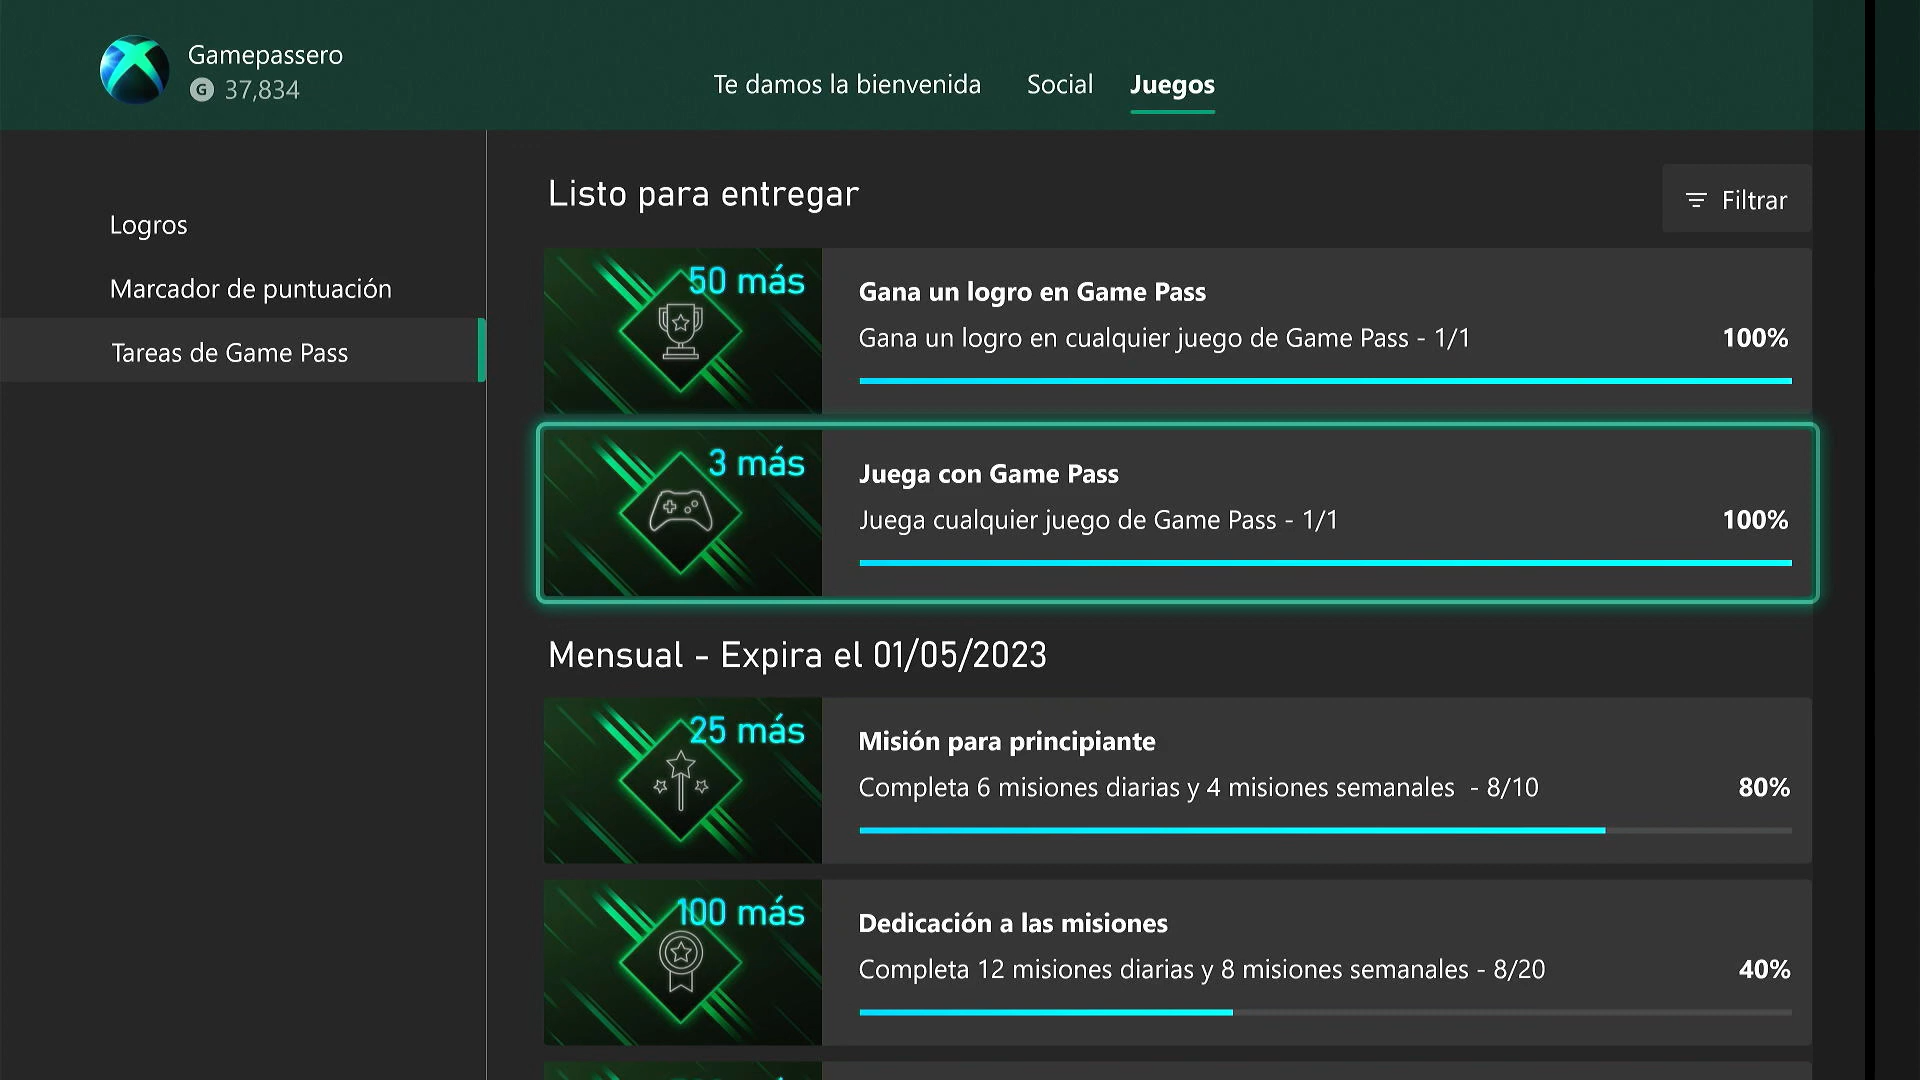 Gamepassero
G 37,834
Te damos la bienvenida
Social
Juegos
Logros
Marcador de puntuación
Tareas de Game Pass
Listo para entregar
Filtrar
50 más
Gana un logro en Game Pass
Gana un logro en cualquier juego de Game Pass - 1/1
100%
3 más
Juega con Game Pass
Juega cualquier juego de Game Pass - 1/1
100%
Mensual - Expira el 01/05/2023
25 más
Misión para principiante
Completa 6 misiones diarias y 4 misiones semanales - 8/10
80%
100 más
Dedicación a las misiones
Completa 12 misiones diarias y 8 misiones semanales - 8/20
40%